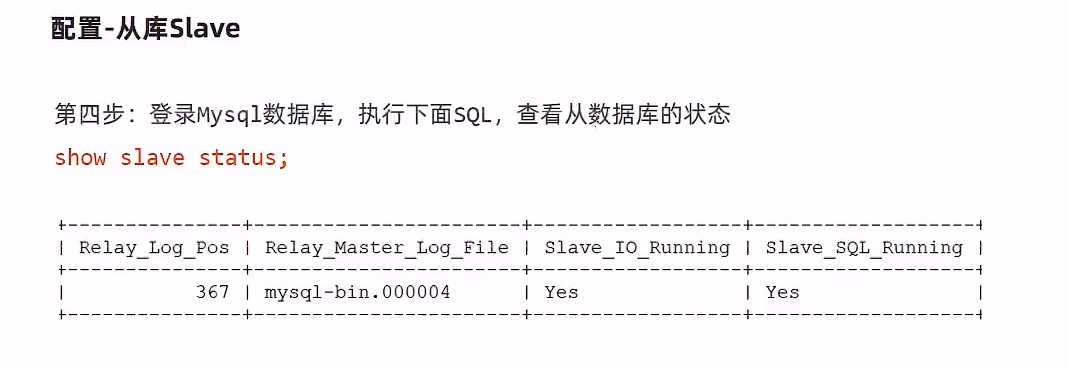 配置-从库Slave
第四步：登录Mysql数据库，执行下面SQL，查看从数据库的状态
show slave status;
+---------------+-----------------------+------------------+-------------------+
| Relay_Log_Pos | Relay_Master_Log_File | Slave_IO_Running | Slave_SQL_Running |
+---------------+-----------------------+------------------+-------------------+
|           367 | mysql-bin.000004      | Yes              | Yes               |
+---------------+-----------------------+------------------+-------------------+